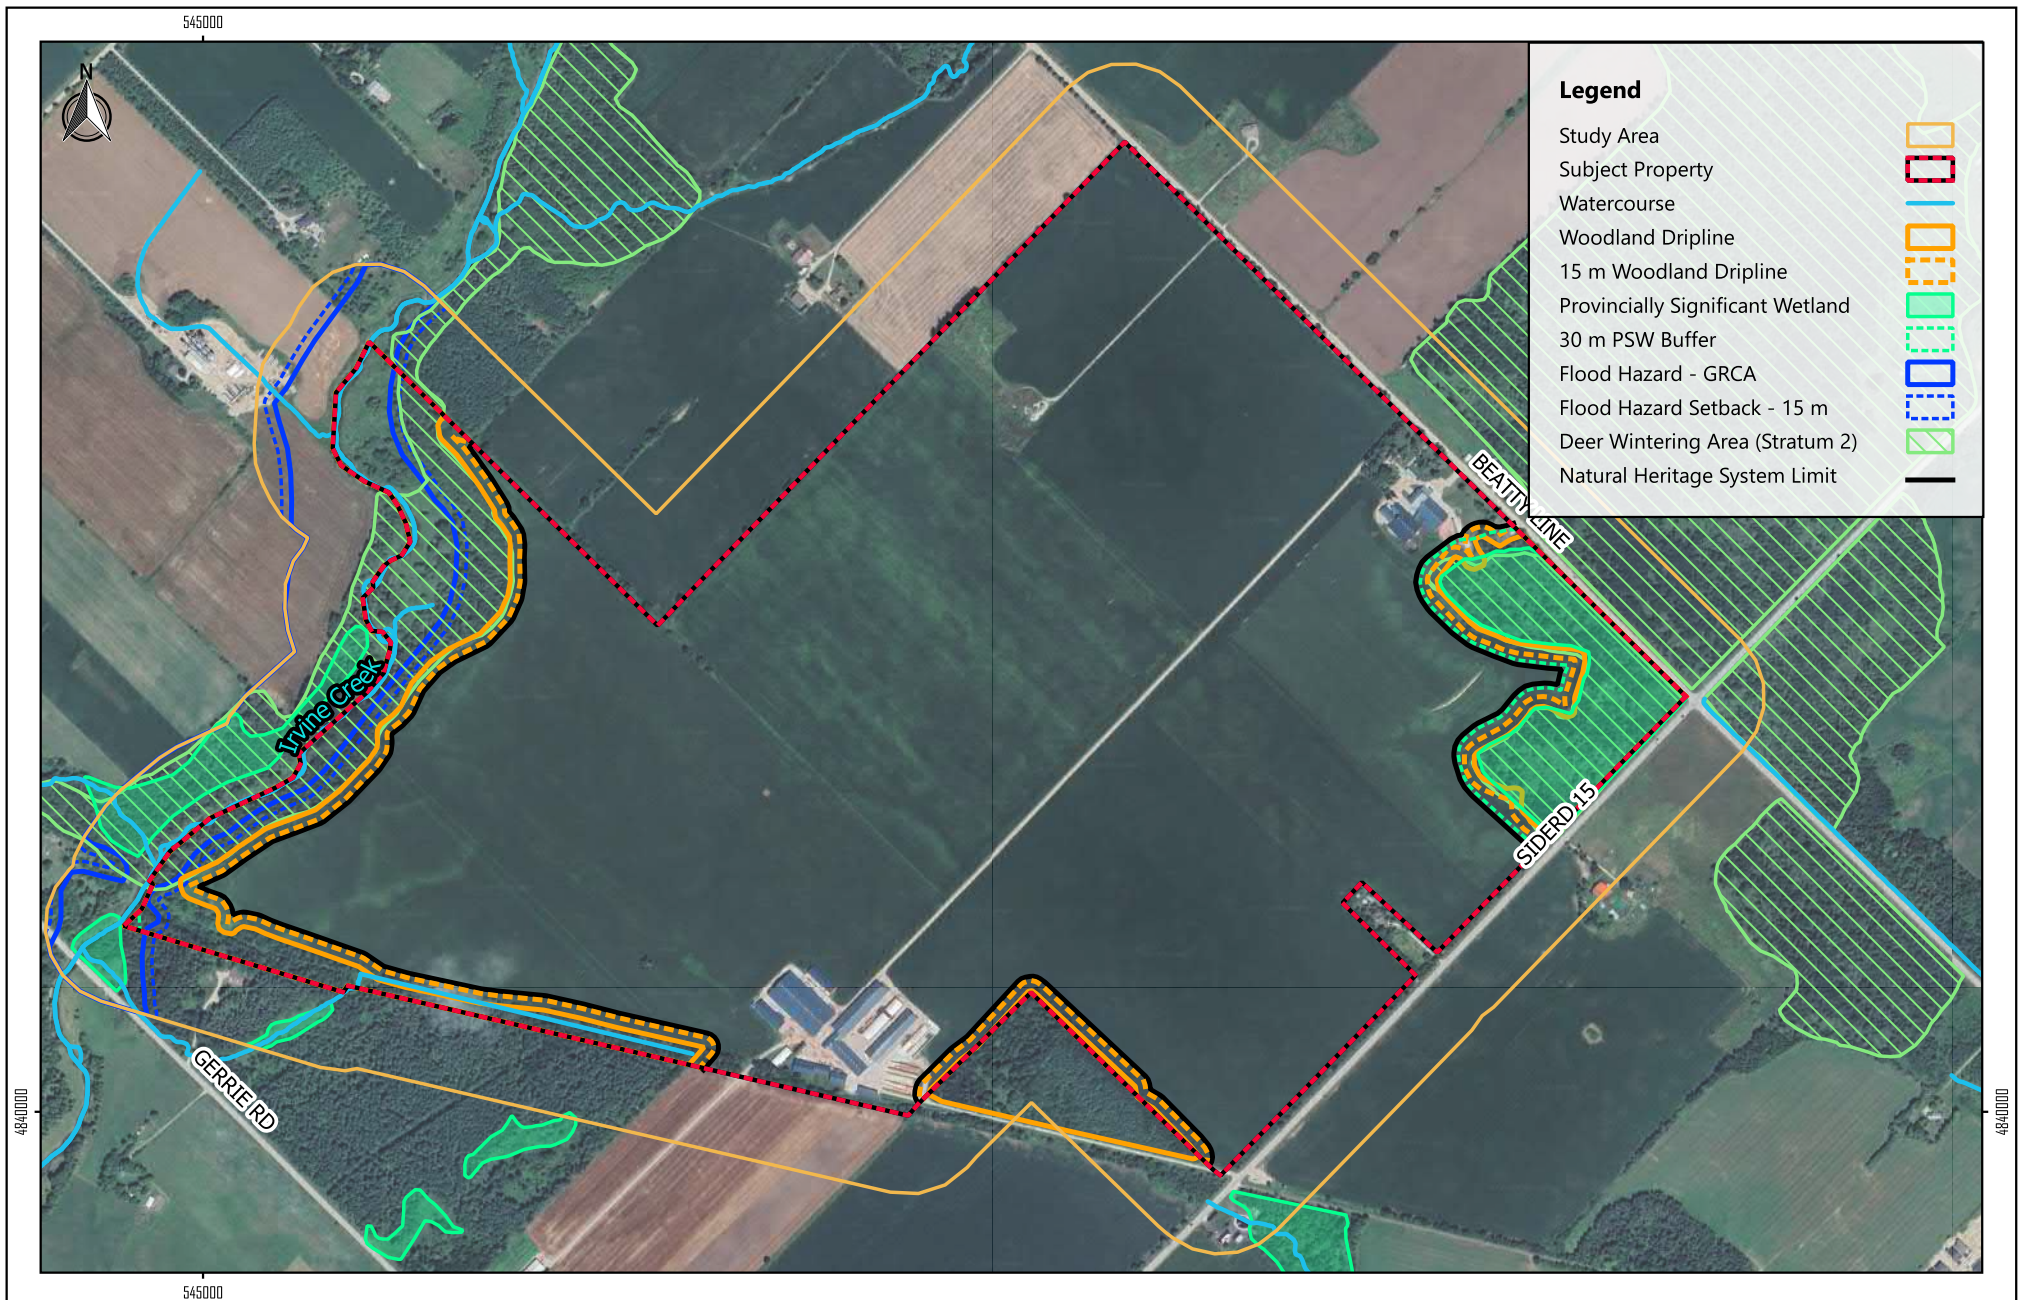 545000
N
Legend
Study Area
Subject Property
Watercourse
Woodland Dripline
15 m Woodland Dripline
Provincially Significant Wetland
30 m PSW Buffer
Flood Hazard - GRCA
Flood Hazard Setback - 15 m
Deer Wintering Area (Stratum 2)
Natural Heritage System Limit
BEATTY LINE
Irvine Creek
SIDERD 15
GERRIE RD
4840000
4840000
545000